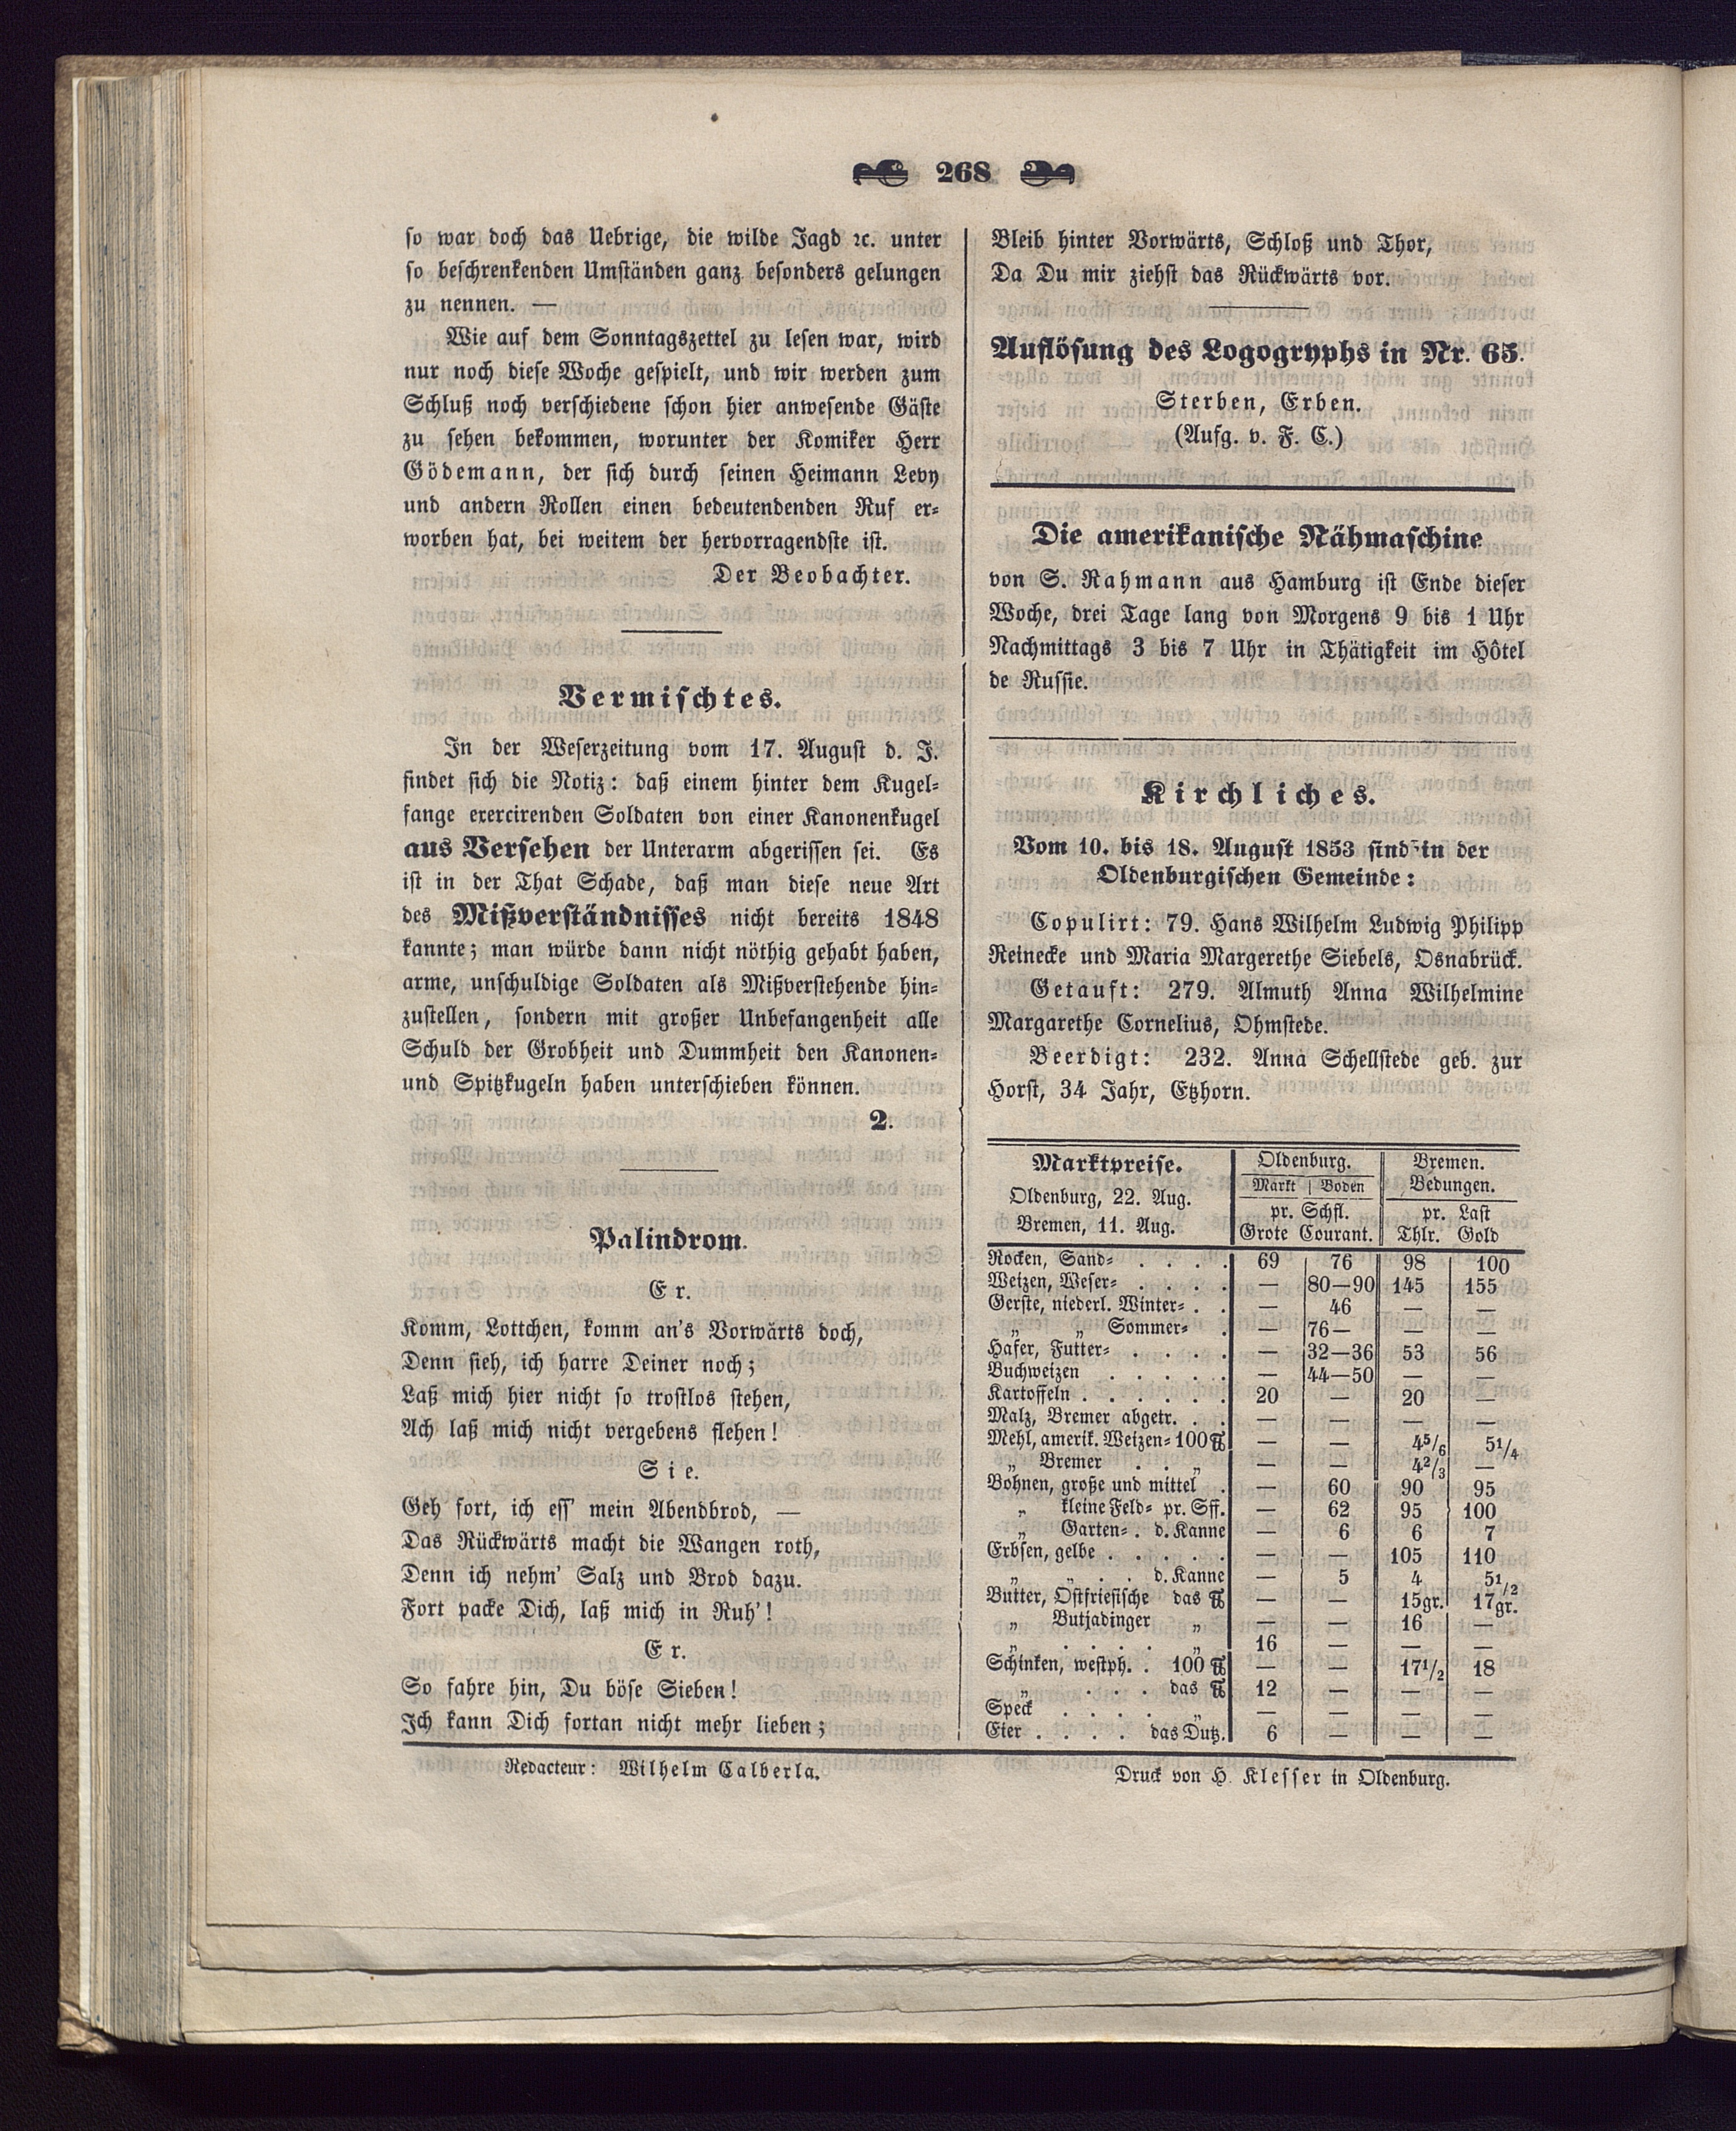 268
so war doch das Uebrige, die wilde Jagd ꝛc. unter
so beschrenkenden Umständen ganz besonders gelungen
zu nennen. —
Wie auf dem Sonntagszettel zu lesen war, wird
nur noch diese Woche gespielt, und wir werden zum
Schluß noch verschiedene schon hier anwesende Gäste
zu sehen bekommen, worunter der Komiker Herr
Gödemann, der sich durch seinen Heimann Levy
und andern Rollen einen bedeutendenden Ruf er-
worben hat, bei weitem der hervorragendste ist.
Der Beobachter.
Vermischtes.
In der Weserzeitung vom 17. August d. J.
findet sich die Notiz: daß einem hinter dem Kugel-
fange exercirenden Soldaten von einer Kanonenkugel
aus Versehen der Unterarm abgerissen sei. Es
ist in der That Schade, daß man diese neue Art
des Mißverständnisses nicht bereits 1848
kannte; man würde dann nicht nöthig gehabt haben,
arme, unschuldige Soldaten als Mißverstehende hin-
zustellen, sondern mit großer Unbefangenheit alle
Schuld der Grobheit und Dummheit den Kanonen-
und Spitzkugeln haben unterschieben können.
2.
Palindrom.
Er.
Komm, Lottchen, komm an's Vorwärts doch,
Denn sieh, ich harre Deiner noch;
Laß mich hier nicht so trostlos stehen,
Ach laß mich nicht vergebens flehen!
Sie.
Geh fort, ich ess' mein Abendbrod, —
Das Rückwärts macht die Wangen roth,
Denn ich nehm' Salz und Brod dazu.
Fort packe Dich, laß mich in Ruh'!
Er.
So fahre hin, Du böse Sieben!
Ich kann Dich fortan nicht mehr lieben;
Bleib hinter Vorwärts, Schloß und Thor,
Da Du mir ziehst das Rückwärts vor.
Auflösung des Logogryphs in Nr. 65.
Sterben, Erben.
(Aufg. v. F. C.)
Die amerikanische Nähmaschine
von S. Rahmann aus Hamburg ist Ende dieser
Woche, drei Tage lang von Morgens 9 bis 1 Uhr
Nachmittags 3 bis 7 Uhr in Thätigkeit im Hôtel
de Russie.
Kirchliches.
Vom 10. bis 18. August 1853 sind in der
Oldenburgischen Gemeinde:
Copulirt: 79. Hans Wilhelm Ludwig Philipp
Reinecke und Maria Margerethe Siebels, Osnabrück.
Getauft: 279. Almuth Anna Wilhelmine
Margarethe Cornelius, Ohmstede.
Beerdigt: 232. Anna Schellstede geb. zur
Horst, 34 Jahr, Etzhorn.
Marktpreise. Oldenburg. Bremen.
Oldenburg, 22. Aug. Markt | Boden Bedungen.
Bremen, 11. Aug. pr. Schfl. pr. Last
Grote Courant. Thlr. Gold
Rocken, Sand- . . . . 69 76 98 100
Weizen, Weser- . . . . — 80—90 145 155
Gerste, niederl. Winter- . . — 46 — —
„ „ Sommer- . — 76— — —
Hafer, Futter- . . . . — 32—36 53 56
Buchweizen . . . . . — 44—50 — —
Kartoffeln . . . . . . 20 — 20 —
Malz, Bremer abgetr. . . — — — —
Mehl, amerik. Weizen- 100 ℔ — — 4 5/6 5 1/4
„ Bremer . . „ — — 4 2/3 —
Bohnen, große und mittel . — 60 90 95
„ kleine Feld- pr. Sff. — 62 95 100
„ Garten- . d. Kanne — 6 6 7
Erbsen, gelbe . . . . . — — 105 110
„ „ . . d. Kanne — 5 4 5 1/2
Butter, Ostfriesische das ℔ — — 15gr. 17gr.
„ Butjadinger „ — — 16 —
„ . . . . „ 16 — — —
Schinken, westph. . 100 ℔ — — 17 1/2 18
„ . . . das ℔ 12 — — —
Speck . . . . „ — — — —
Eier . . . . das Dutz. 6 — — —
Redacteur: Wilhelm Calberla.
Druck von H. Klesser in Oldenburg.